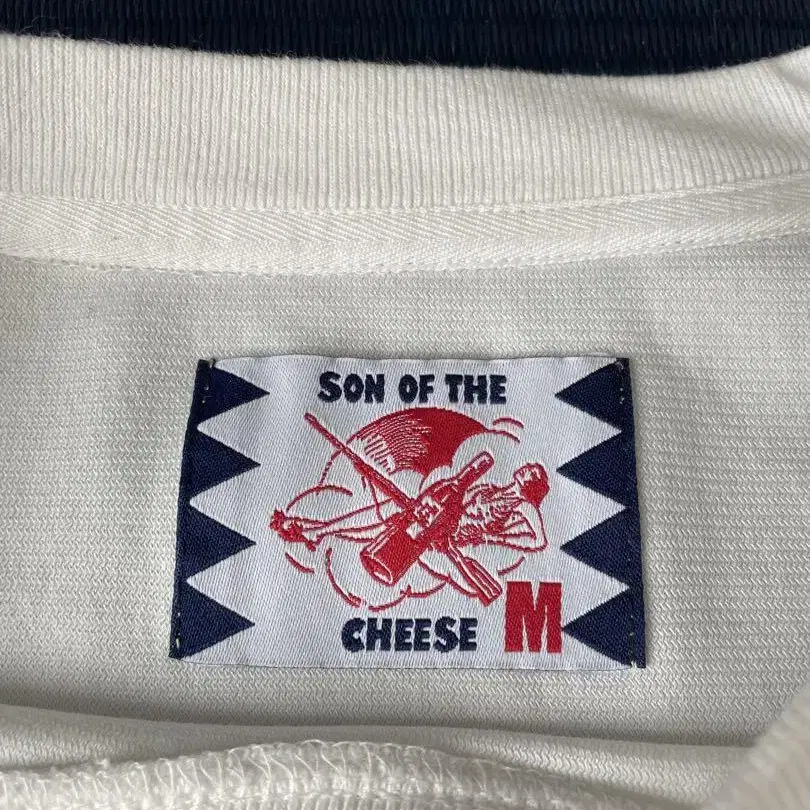 SON OF THE
CHEESE
M